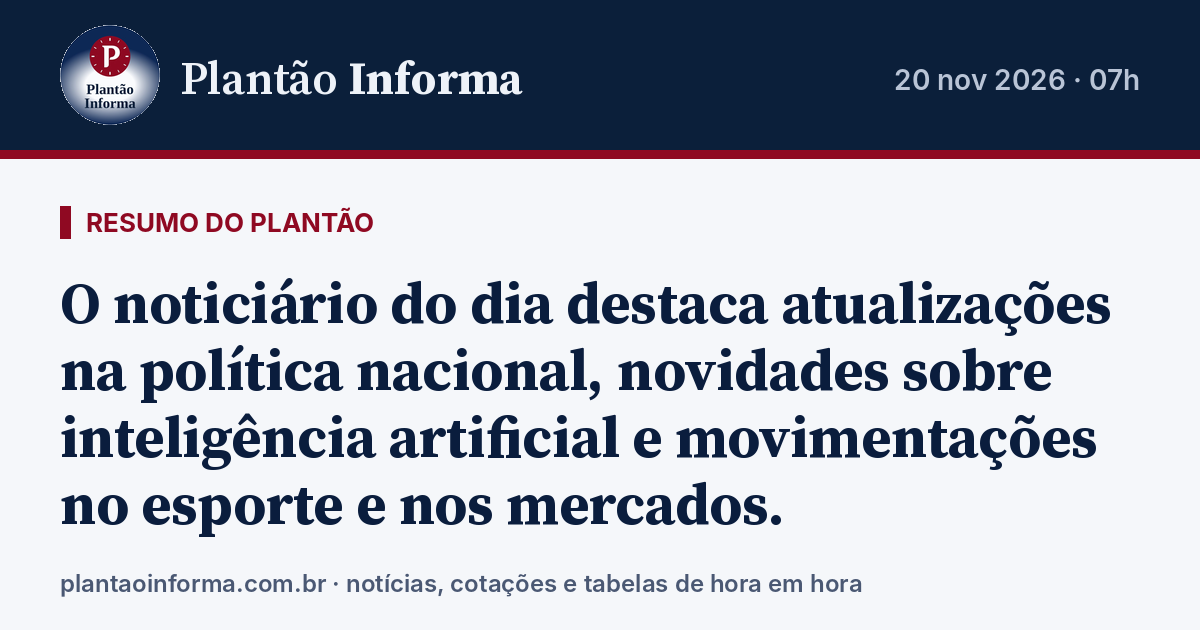 P
Plantão
Informa
Plantão Informa
20 nov 2026 · 07h
RESUMO DO PLANTÃO
O noticiário do dia destaca atualizações
na política nacional, novidades sobre
inteligência artificial e movimentações
no esporte e nos mercados.
plantaoinforma.com.br · notícias, cotações e tabelas de hora em hora